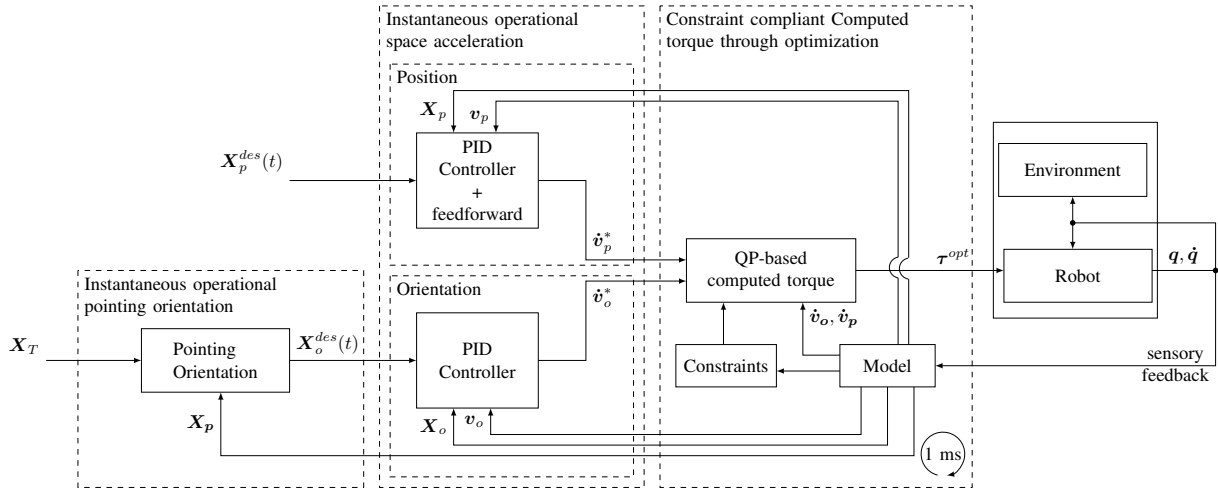 Instantaneous operational
space acceleration
Constraint compliant Computed
torque through optimization
Position
X_p
v_p
PID
Controller
+
feedforward
X_p^{des}(t)
Environment
v̇_p^*
QP-based
computed torque
τ^{opt}
Robot
q, q̇
Instantaneous operational
pointing orientation
Orientation
v̇_o^*
v̇_o, v̇_p
X_T
Pointing
Orientation
X_o^{des}(t)
PID
Controller
Constraints
Model
sensory
feedback
X_p
X_o
v_o
1 ms